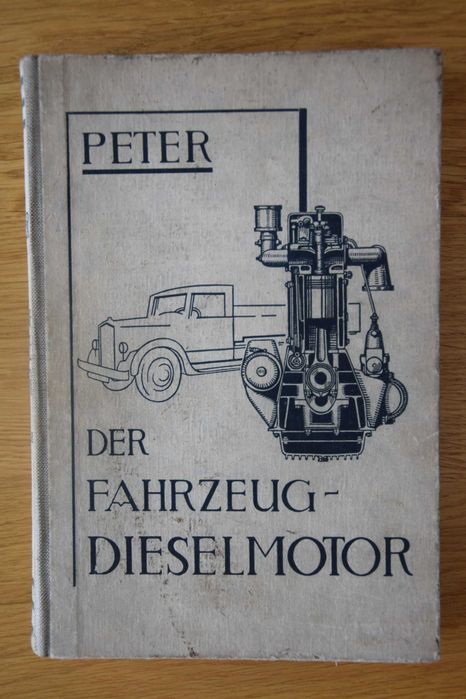 PETER
DER
FAHRZEUG-
DIESELMOTOR